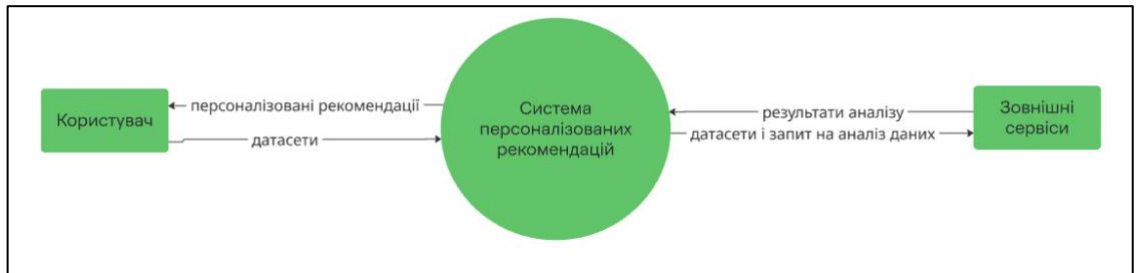 Користувач
персоналізовані рекомендації
датасети
Система
персоналізованих
рекомендацій
результати аналізу
датасети і запит на аналіз даних
Зовнішні
сервіси